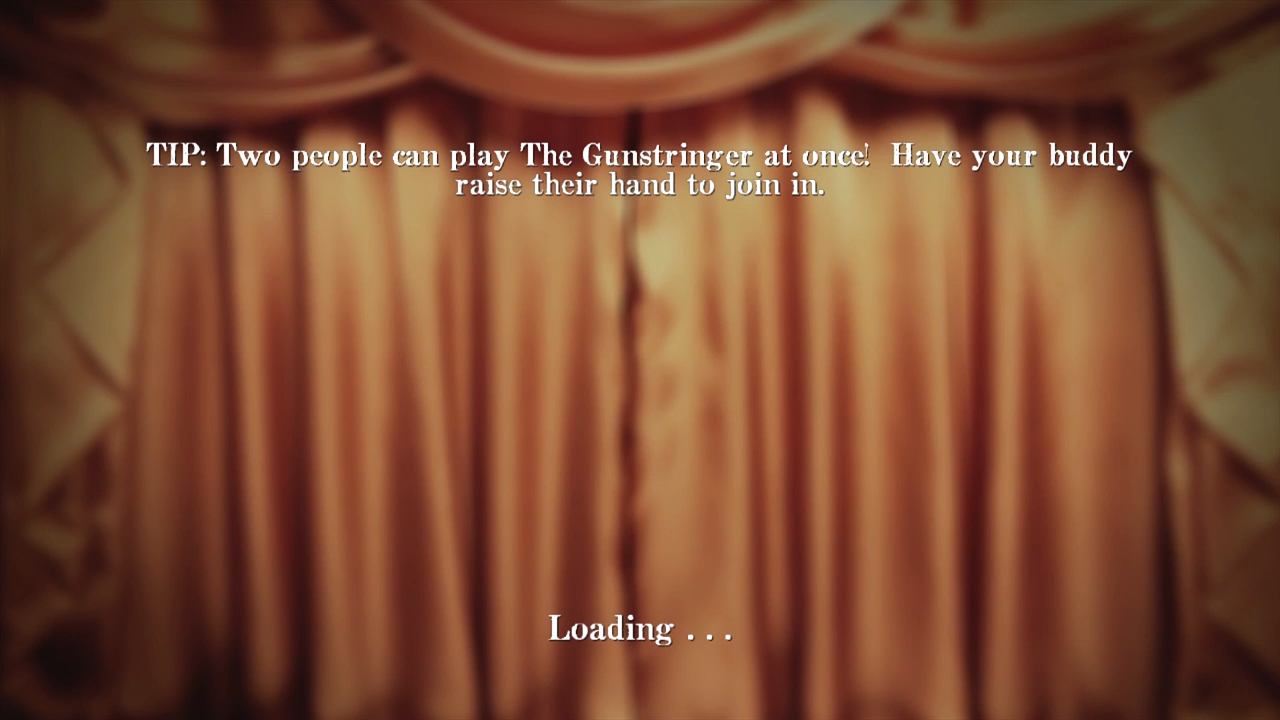 TIP: Two people can play The Gunstringer at once!  Have your buddy
raise their hand to join in.
Loading . . .